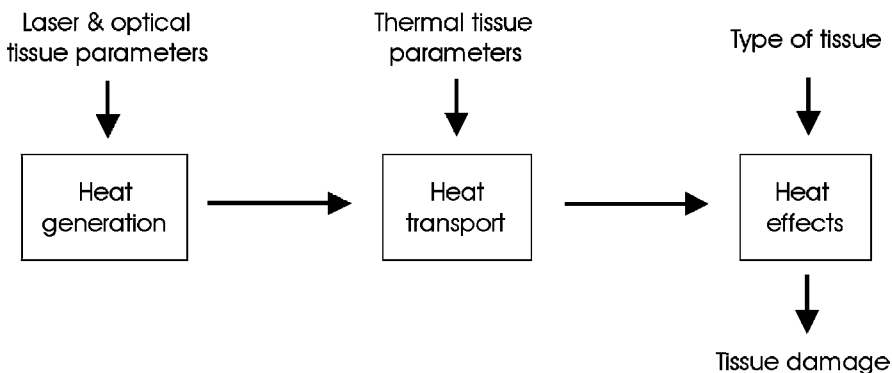 Laser & optical
tissue parameters
Thermal tissue
parameters
Type of tissue
Heat
generation
Heat
transport
Heat
effects
Tissue damage